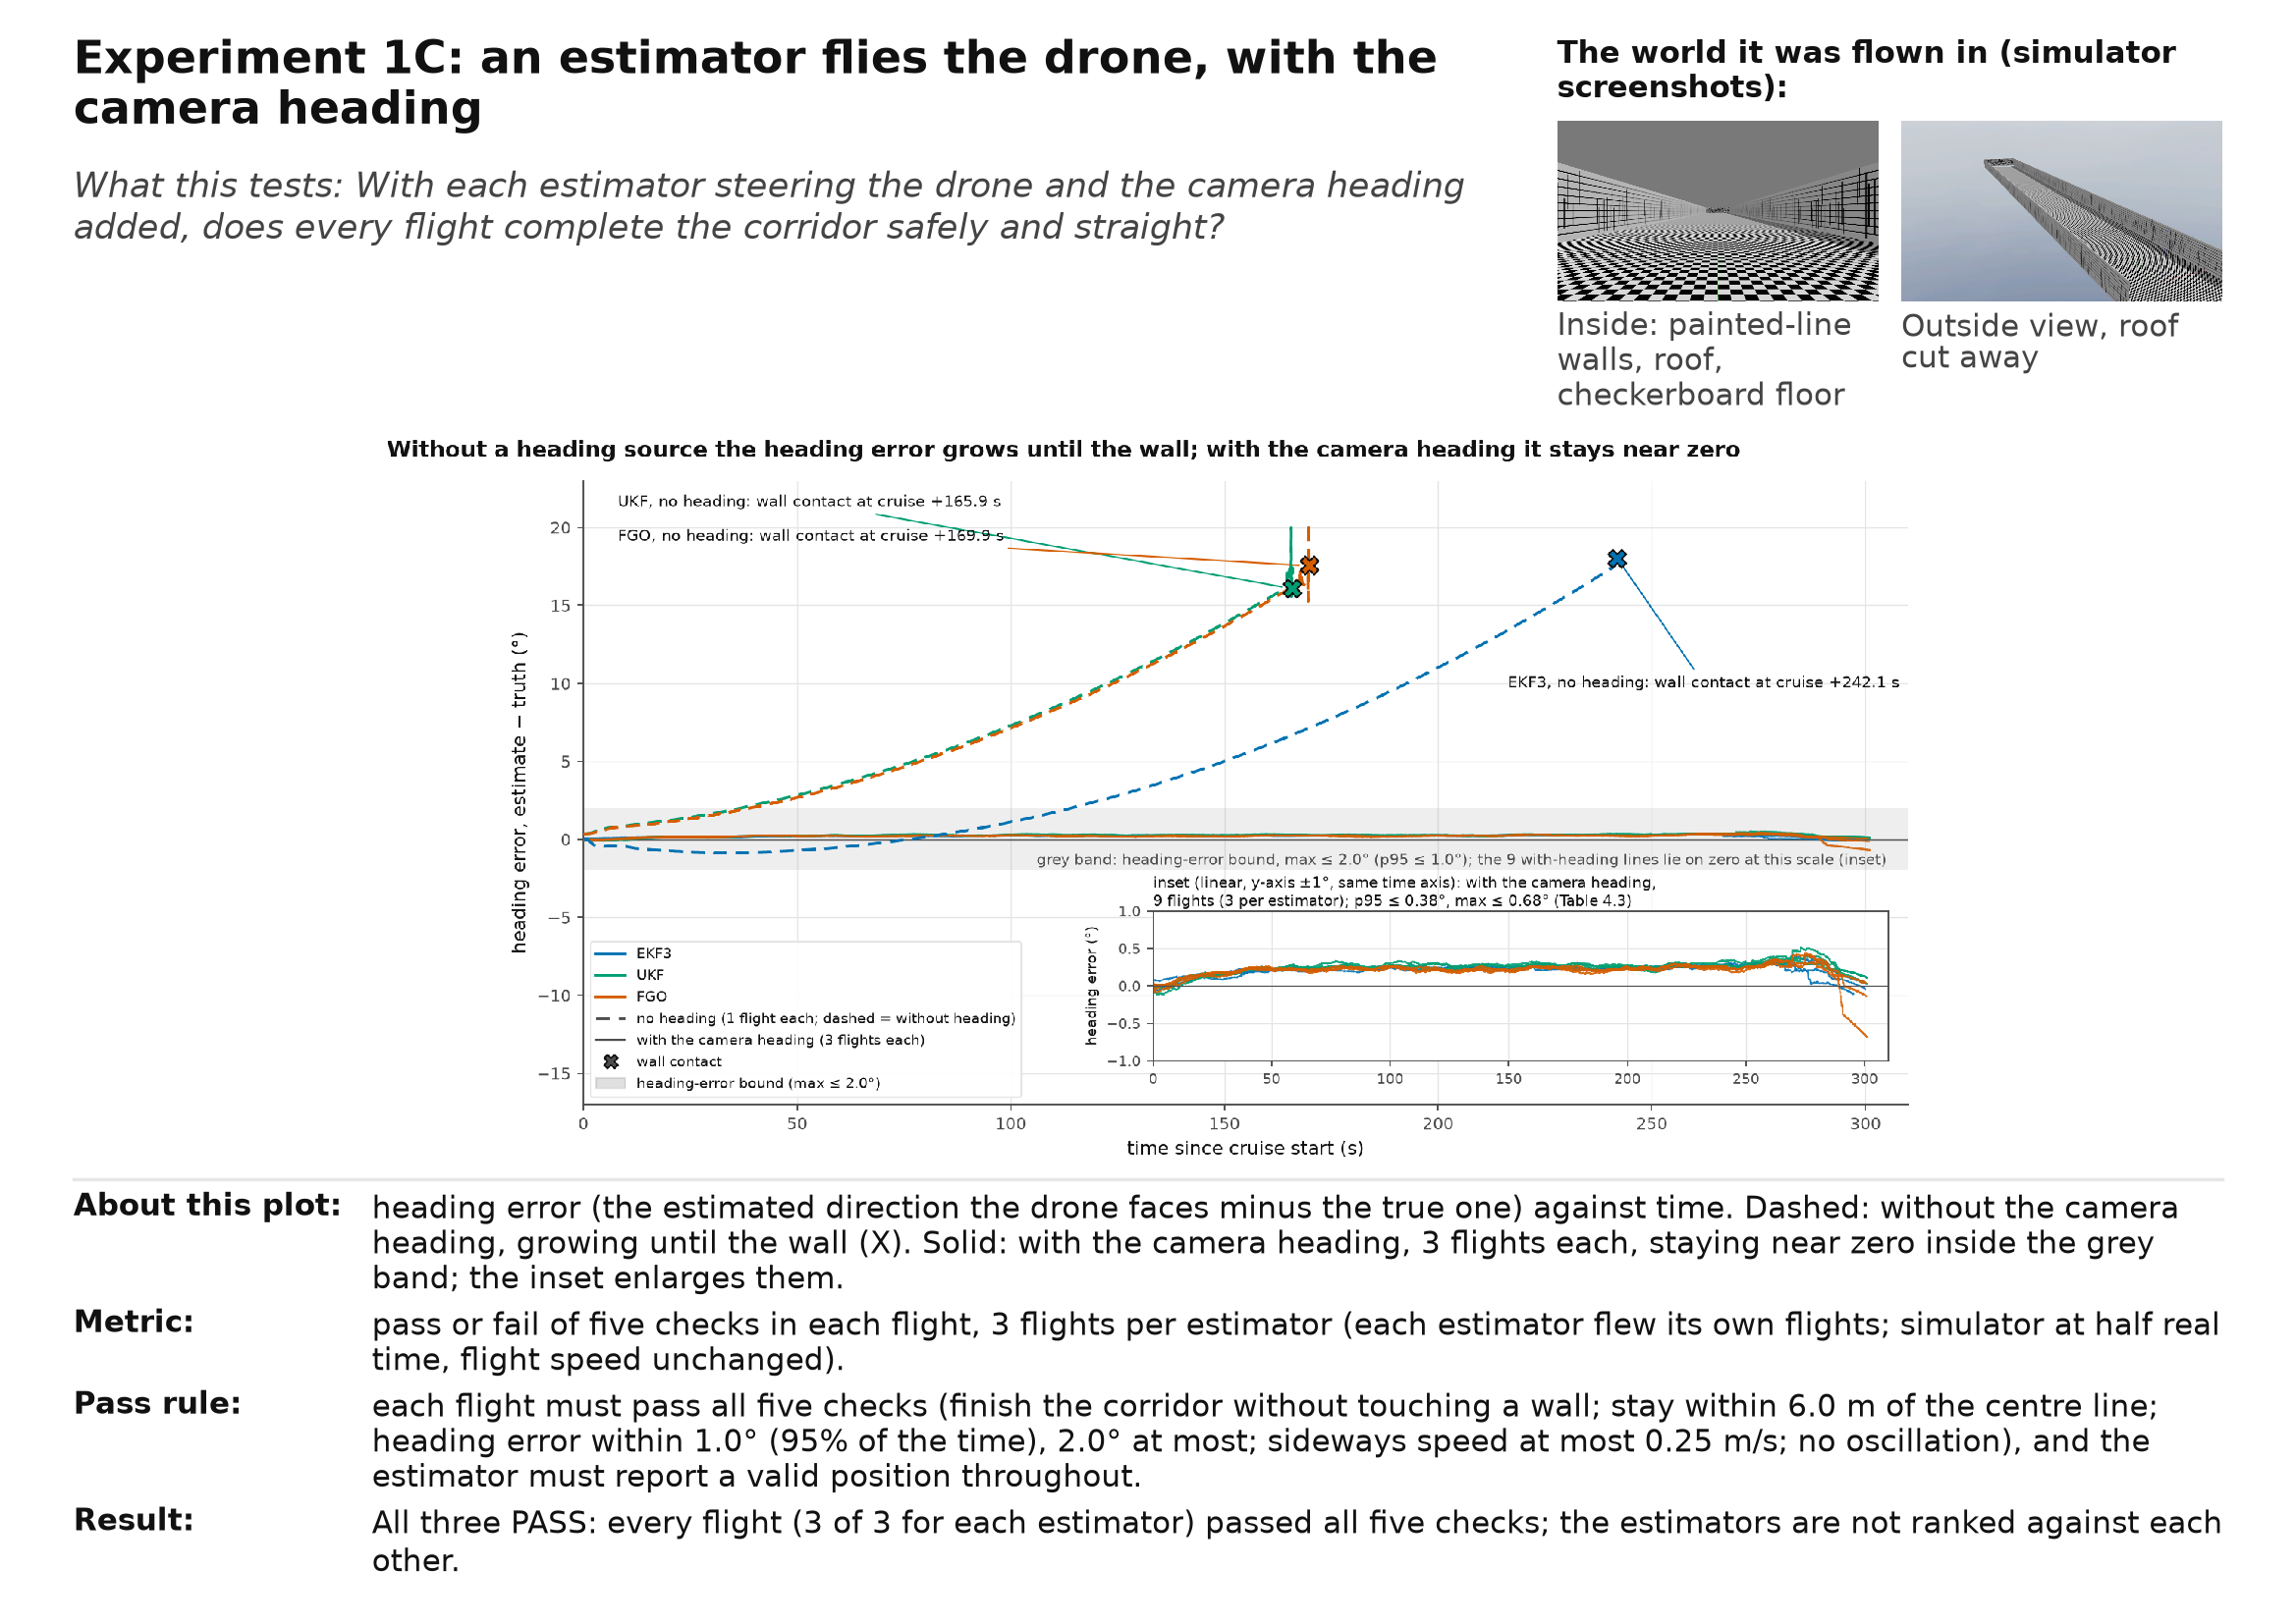 Experiment 1C: an estimator flies the drone, with the
camera heading
What this tests: With each estimator steering the drone and the camera heading
added, does every flight complete the corridor safely and straight?
The world it was flown in (simulator
screenshots):
Inside: painted-line
walls, roof,
checkerboard floor
Outside view, roof
cut away
Without a heading source the heading error grows until the wall; with the camera heading it stays near zero
UKF, no heading: wall contact at cruise +165.9 s
FGO, no heading: wall contact at cruise +169.9 s
EKF3, no heading: wall contact at cruise +242.1 s
heading error, estimate − truth (°)
20
15
10
5
0
−5
−10
−15
grey band: heading-error bound, max ≤ 2.0° (p95 ≤ 1.0°); the 9 with-heading lines lie on zero at this scale (inset)
inset (linear, y-axis ±1°, same time axis): with the camera heading,
9 flights (3 per estimator); p95 ≤ 0.38°, max ≤ 0.68° (Table 4.3)
heading error (°)
1.0
0.5
0.0
−0.5
−1.0
0 50 100 150 200 250 300
EKF3
UKF
FGO
no heading (1 flight each; dashed = without heading)
with the camera heading (3 flights each)
wall contact
heading-error bound (max ≤ 2.0°)
0 50 100 150 200 250 300
time since cruise start (s)
About this plot: heading error (the estimated direction the drone faces minus the true one) against time. Dashed: without the camera
heading, growing until the wall (X). Solid: with the camera heading, 3 flights each, staying near zero inside the grey
band; the inset enlarges them.
Metric: pass or fail of five checks in each flight, 3 flights per estimator (each estimator flew its own flights; simulator at half real
time, flight speed unchanged).
Pass rule: each flight must pass all five checks (finish the corridor without touching a wall; stay within 6.0 m of the centre line;
heading error within 1.0° (95% of the time), 2.0° at most; sideways speed at most 0.25 m/s; no oscillation), and the
estimator must report a valid position throughout.
Result: All three PASS: every flight (3 of 3 for each estimator) passed all five checks; the estimators are not ranked against each
other.